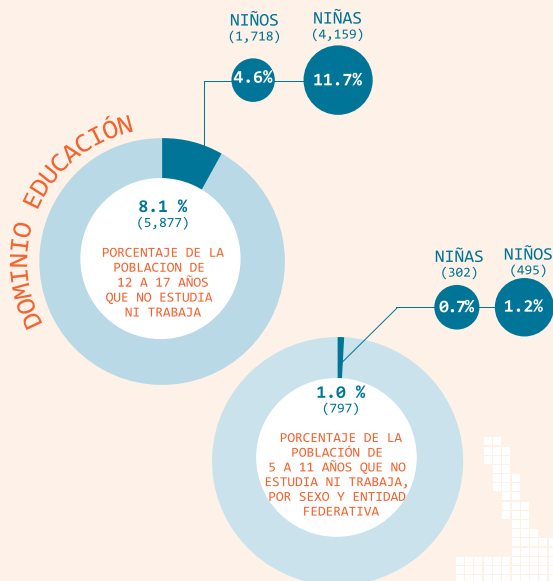 NIÑOS
(1,718)
NIÑAS
(4,159)
4.6%
11.7%
DOMINIO EDUCACIÓN
8.1 %
(5,877)
PORCENTAJE DE LA
POBLACION DE
12 A 17 AÑOS
QUE NO ESTUDIA
NI TRABAJA
NIÑAS
(302)
NIÑOS
(495)
0.7%
1.2%
1.0 %
(797)
PORCENTAJE DE LA
POBLACIÓN DE
5 A 11 AÑOS QUE NO
ESTUDIA NI TRABAJA,
POR SEXO Y ENTIDAD
FEDERATIVA